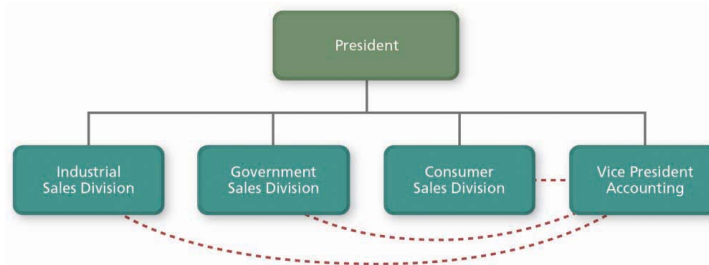 President
Industrial
Sales Division
Government
Sales Division
Consumer
Sales Division
Vice President
Accounting